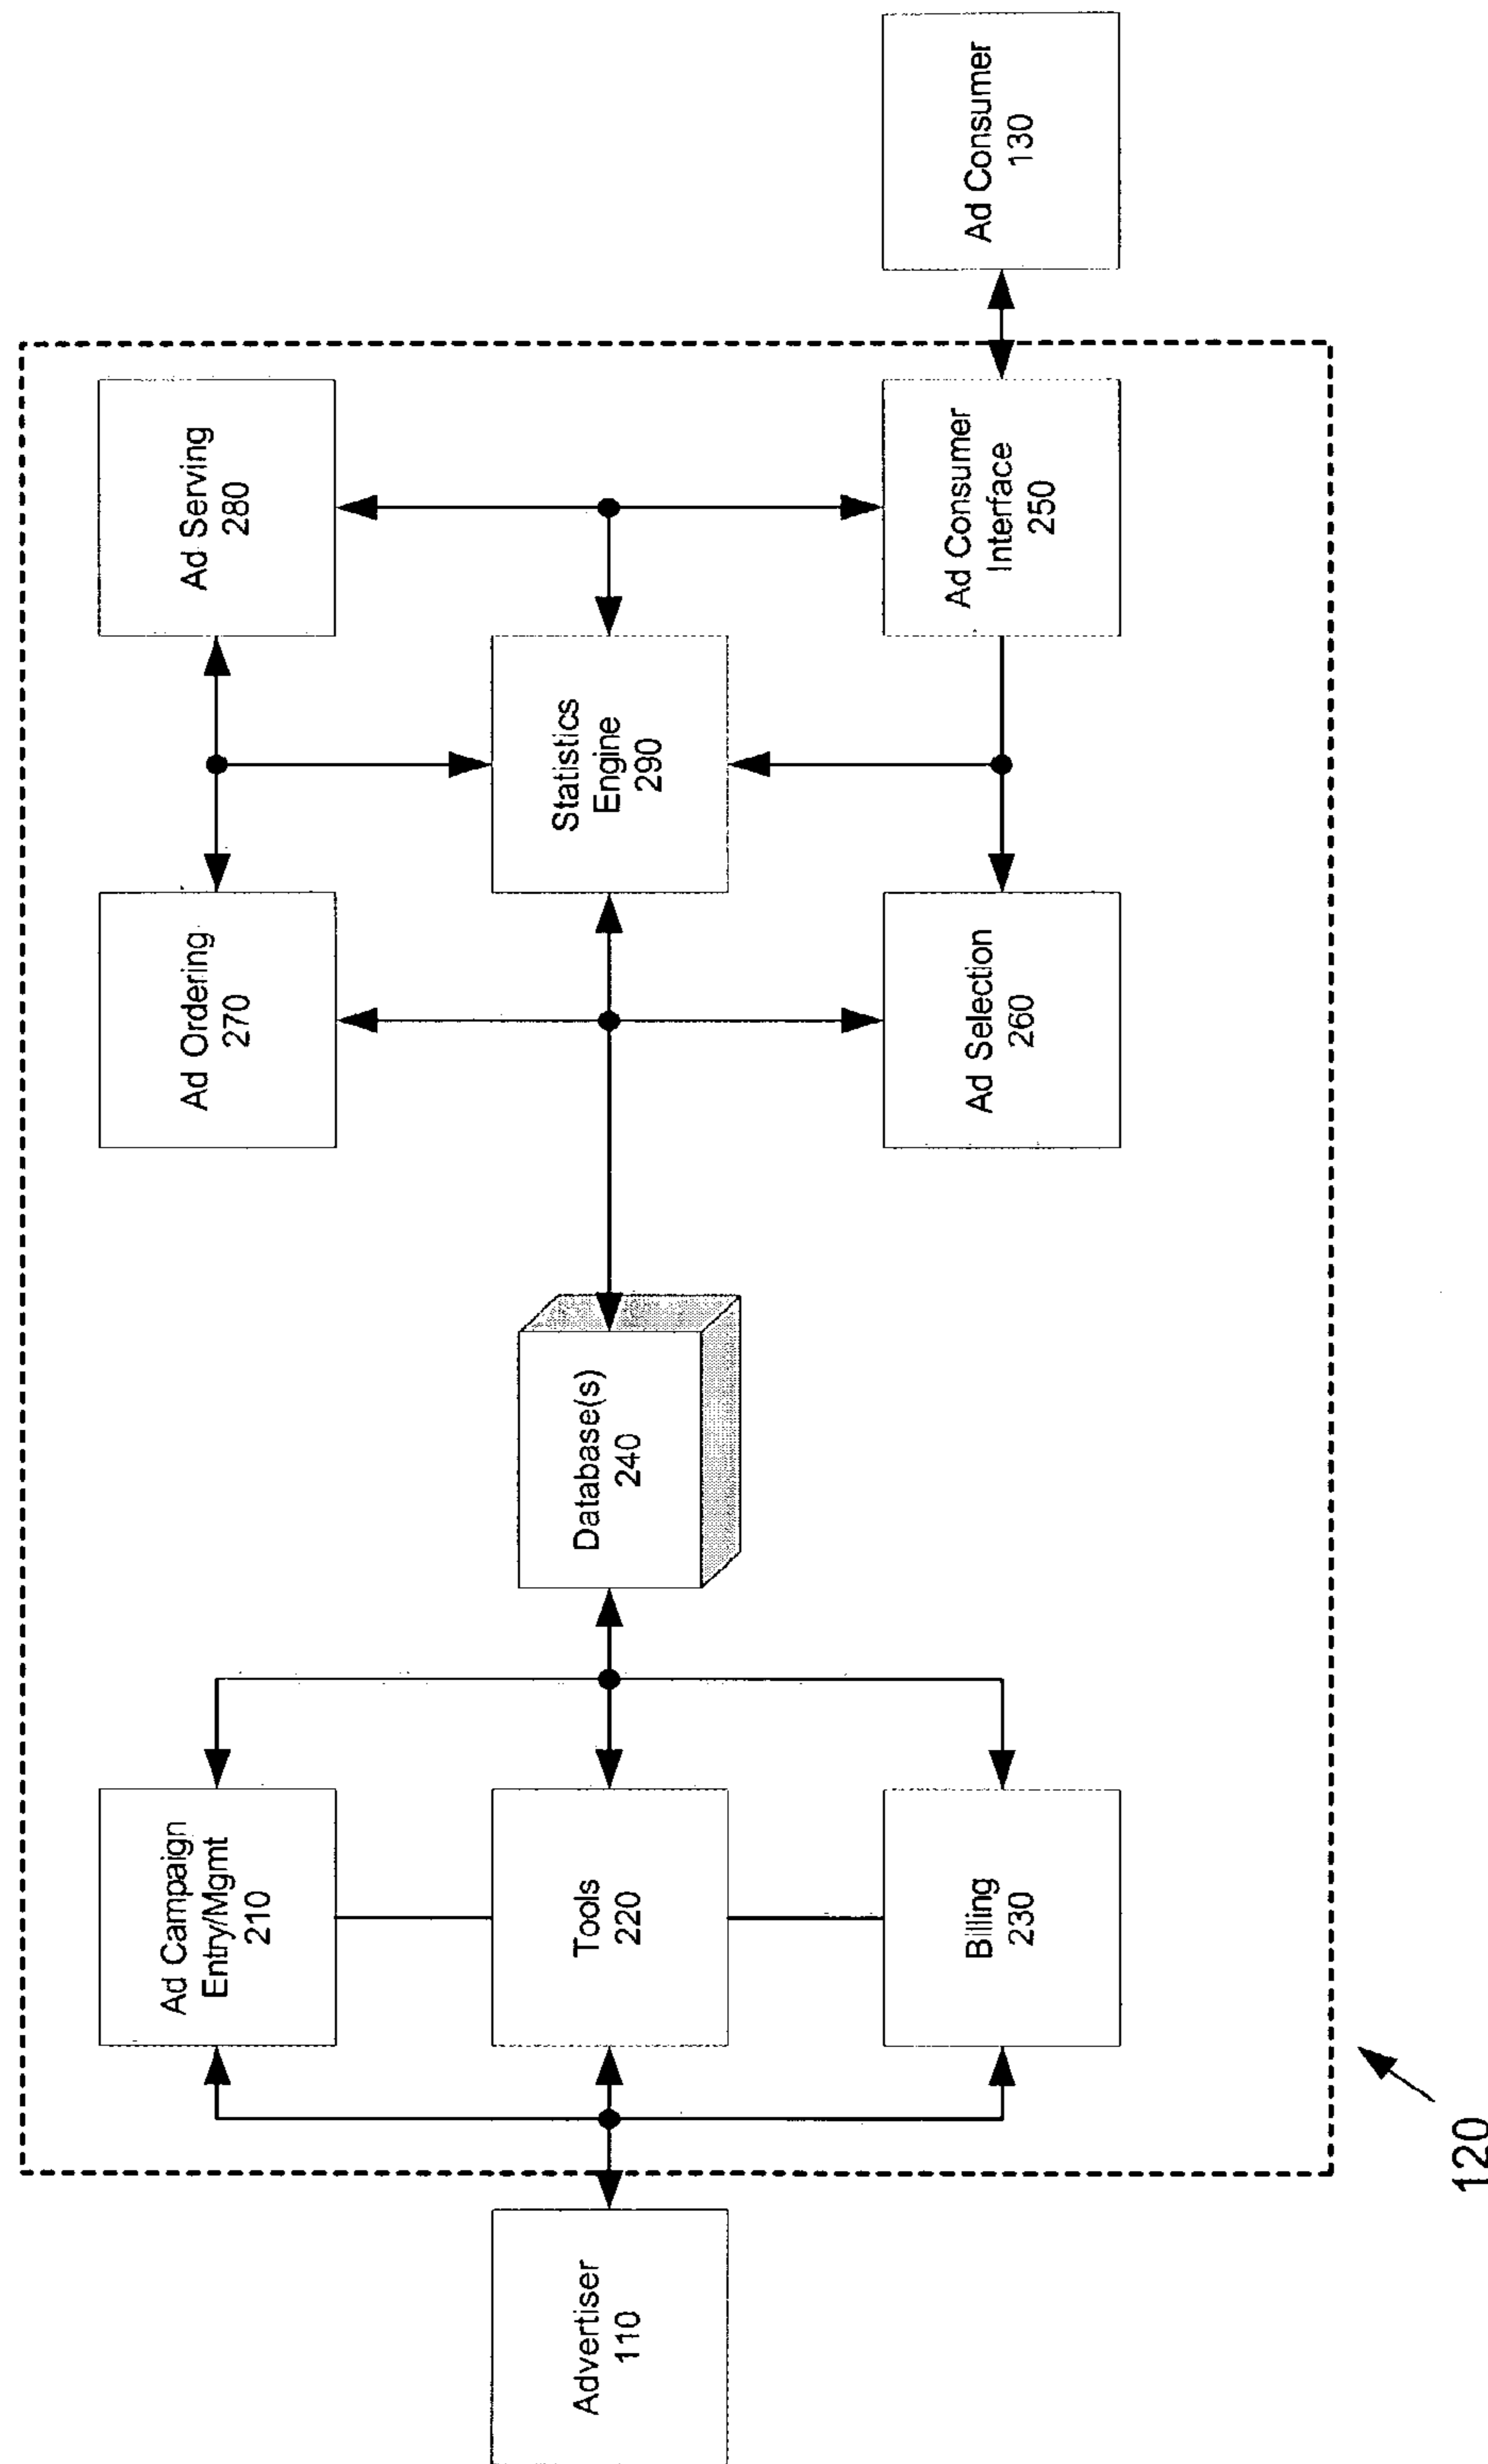 Advertiser
110
Ad Campaign
Entry/Mgmt
210
Tools
220
Billing
230
Database(s)
240
Ad Ordering
270
Ad Selection
260
Statistics
Engine
290
Ad Serving
280
Ad Consumer
Interface
250
Ad Consumer
130
120